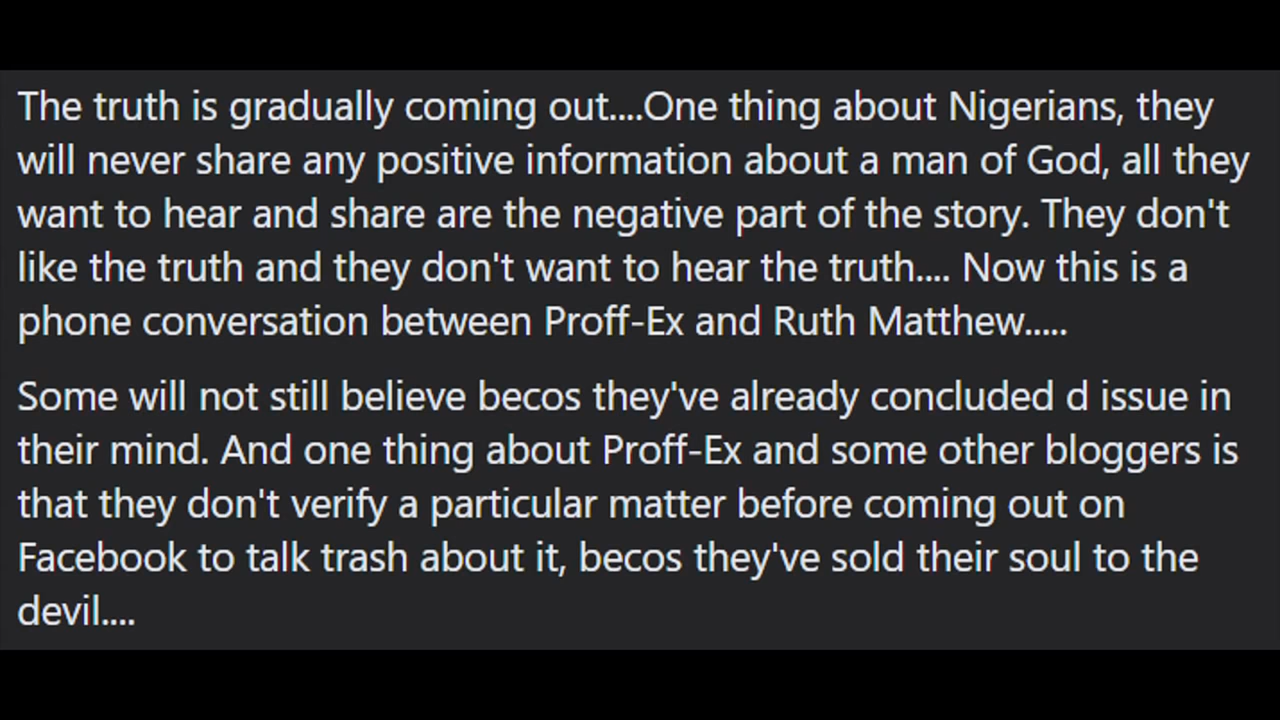 The truth is gradually coming out....One thing about Nigerians, they
will never share any positive information about a man of God, all they
want to hear and share are the negative part of the story. They don't
like the truth and they don't want to hear the truth.... Now this is a
phone conversation between Proff-Ex and Ruth Matthew.....
Some will not still believe becos they've already concluded d issue in
their mind. And one thing about Proff-Ex and some other bloggers is
that they don't verify a particular matter before coming out on
Facebook to talk trash about it, becos they've sold their soul to the
devil....